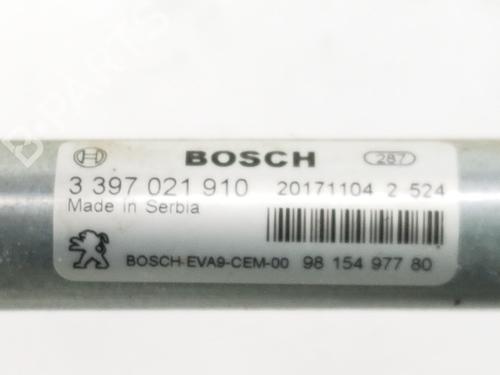 BOSCH 287
3 397 021 910 20171104 2 524
Made in Serbia
BOSCH-EVA9-CEM-00 98 154 977 80
B-PARTS